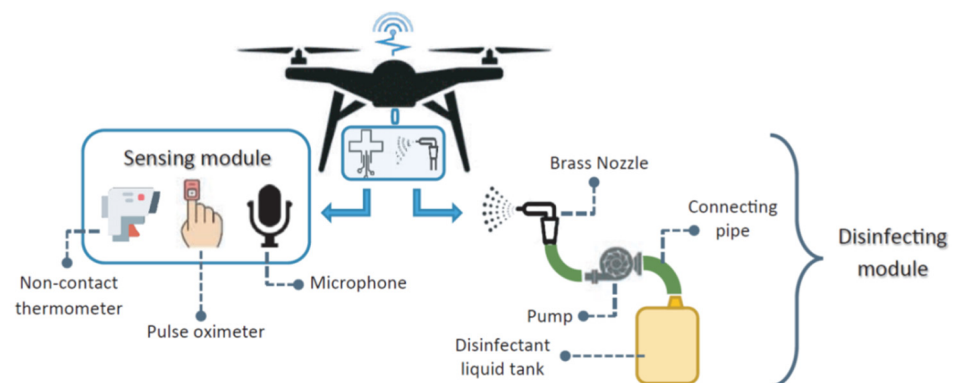 Sensing module
Non-contact
thermometer
Pulse oximeter
Microphone
Brass Nozzle
Connecting
pipe
Pump
Disinfectant
liquid tank
Disinfecting
module